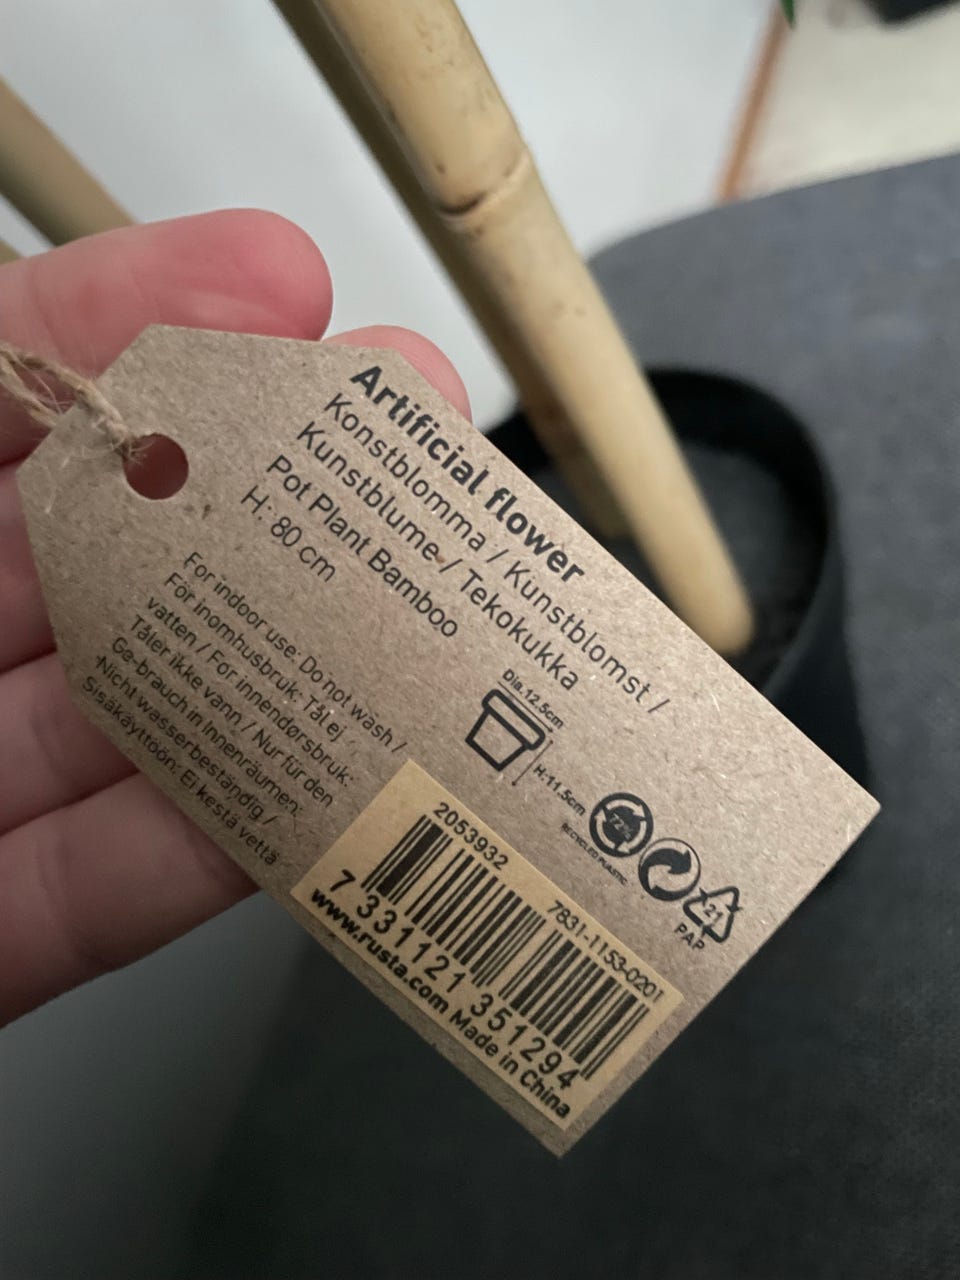 Artificial flower
Konstblomma / Kunstblomst /
Kunstblume / Tekokukka
Pot Plant Bamboo
H: 80 cm
For indoor use: Do not wash /
För inomhusbruk: Tål ej
vatten / For innendørsbruk:
Tåler ikke vann / Nur für den
Ge-brauch in Innenräumen:
Nicht wasserbeständig /
Sisäkäyttöön: Ei kestä vettä
Dia.12.5cm
H:11.5cm
72%
RECYCLED PLASTIC
21
PAP
2053932
7831-1153-0201
7 331121 351294
www.rusta.com Made in China